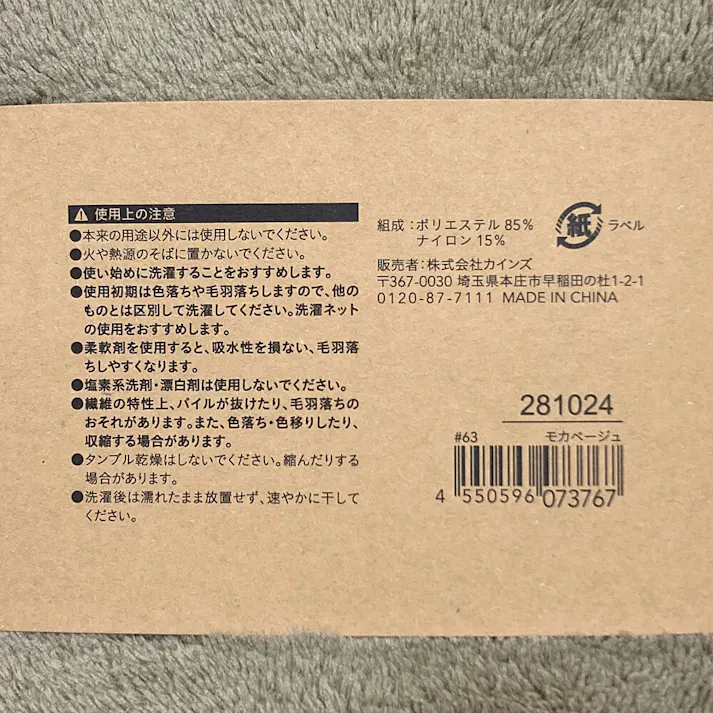 ⚠ 使用上の注意
●本来の用途以外には使用しないでください。
●火や熱源のそばに置かないでください。
●使い始めに洗濯することをおすすめします。
●使用初期は色落ちや毛羽落ちしますので、他の
ものとは区別して洗濯してください。洗濯ネット
の使用をおすすめします。
●柔軟剤を使用すると、吸水性を損ない、毛羽落
ちしやすくなります。
●塩素系洗剤・漂白剤は使用しないでください。
●繊維の特性上、パイルが抜けたり、毛羽落ちの
おそれがあります。また、色落ち・色移りしたり、
収縮する場合があります。
●タンブル乾燥はしないでください。縮んだりする
場合があります。
●洗濯後は濡れたまま放置せず、速やかに干して
ください。
組成:ポリエステル 85%
ナイロン 15%
紙 ラベル
販売者:株式会社カインズ
〒367-0030 埼玉県本庄市早稲田の杜1-2-1
0120-87-7111 MADE IN CHINA
281024
#63 モカベージュ
4 550596 073767